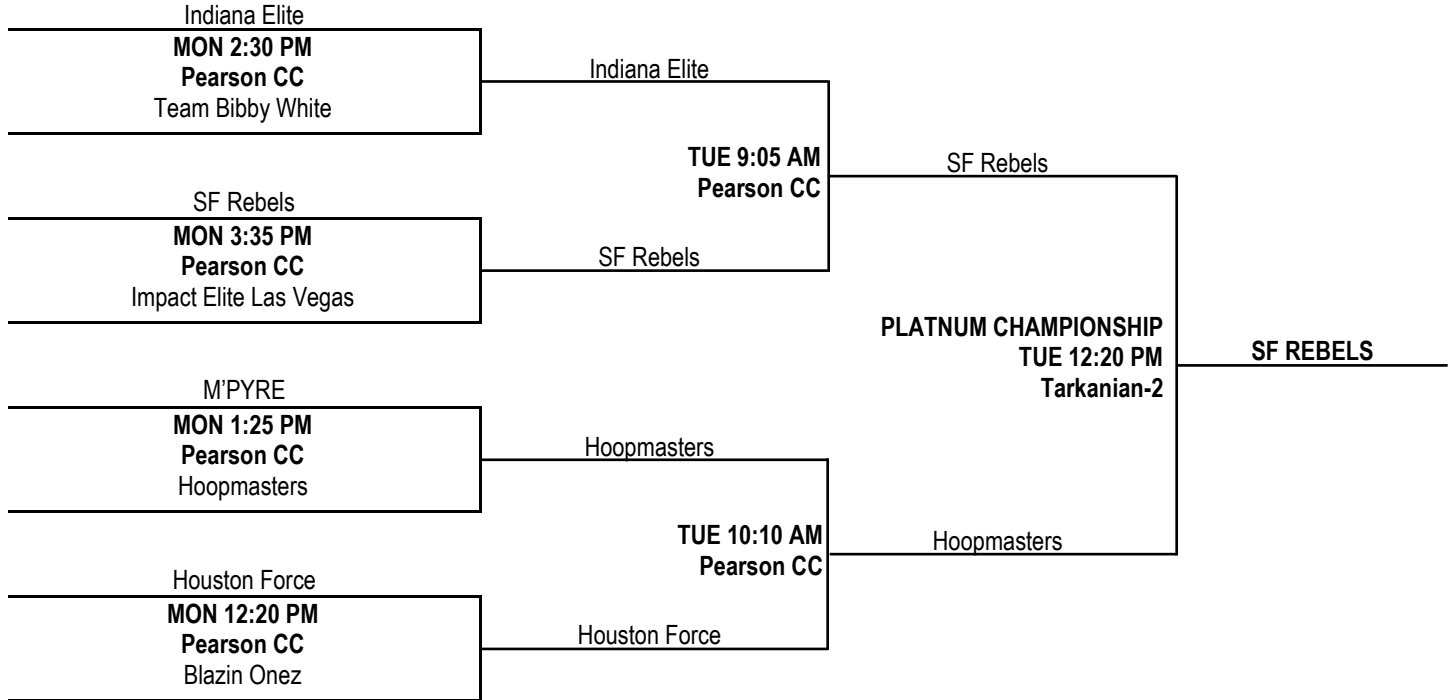 Indiana Elite
MON 2:30 PM
Pearson CC
Team Bibby White
SF Rebels
MON 3:35 PM
Pearson CC
Impact Elite Las Vegas
M'PYRE
MON 1:25 PM
Pearson CC
Hoopmasters
Houston Force
MON 12:20 PM
Pearson CC
Blazin Onez
Indiana Elite
TUE 9:05 AM
Pearson CC
SF Rebels
Hoopmasters
TUE 10:10 AM
Pearson CC
Houston Force
SF Rebels
PLATNUM CHAMPIONSHIP
TUE 12:20 PM
Tarkanian-2
Hoopmasters
SF REBELS